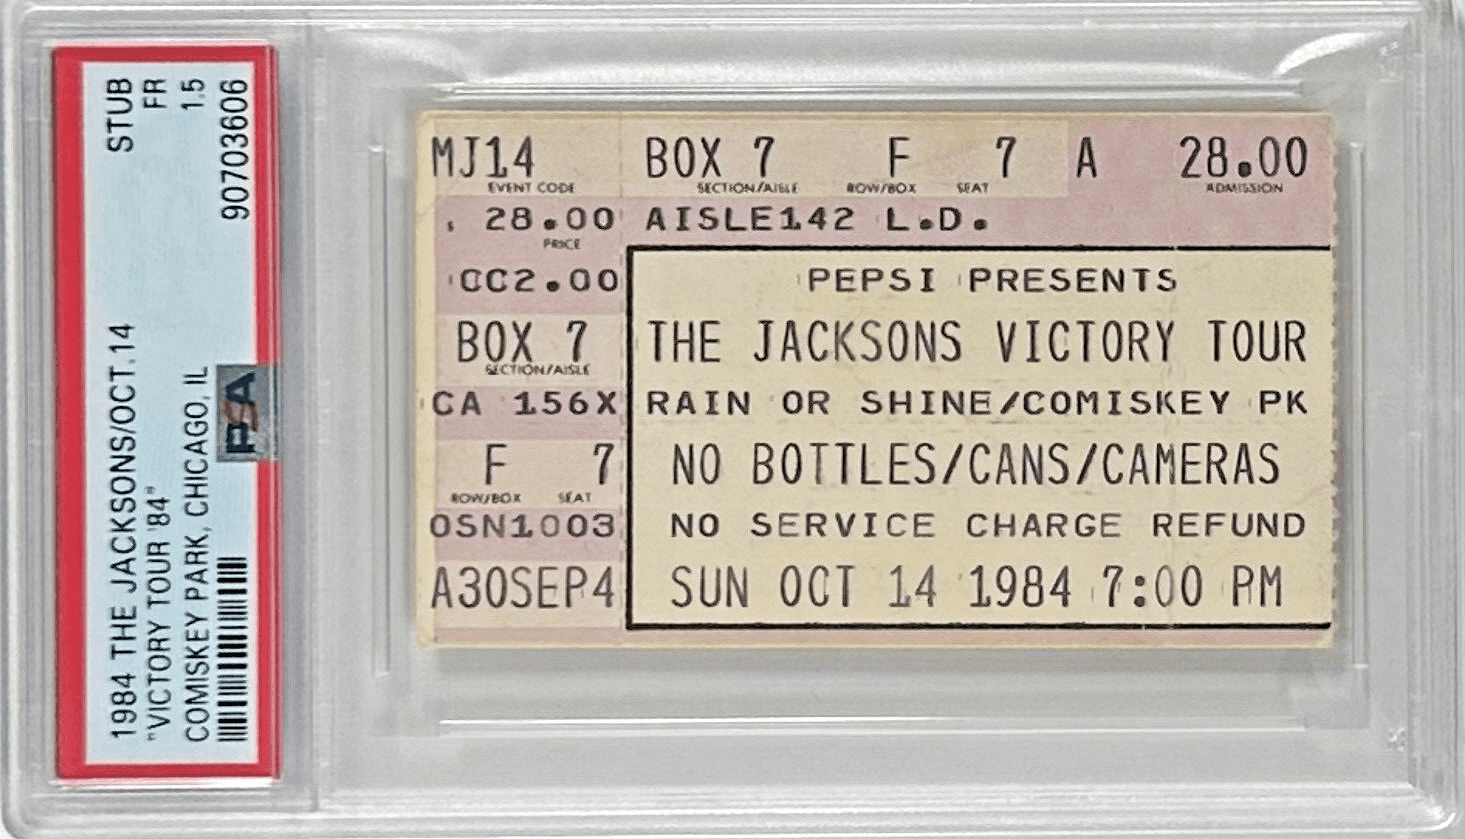 1984 THE JACKSONS/OCT.14 STUB
"VICTORY TOUR '84" FR
COMISKEY PARK, CHICAGO, IL 1.5
90703606
PSA
MJ14 BOX 7 F 7 A 28.00
EVENT CODE SECTION/AISLE ROW/BOX SEAT ADMISSION
28.00 AISLE142 L.D.
PRICE
CC2.00 PEPSI PRESENTS
BOX 7 THE JACKSONS VICTORY TOUR
SECTION/AISLE
CA 156X RAIN OR SHINE/COMISKEY PK
F 7 NO BOTTLES/CANS/CAMERAS
ROW/BOX SEAT
OSN1003 NO SERVICE CHARGE REFUND
A30SEP4 SUN OCT 14 1984 7:00 PM